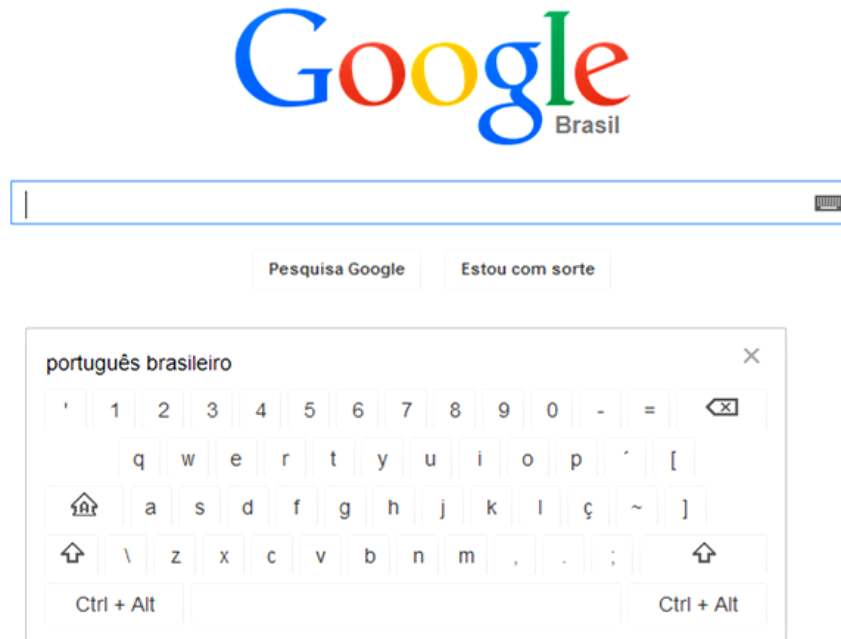 Google
Brasil
Pesquisa Google Estou com sorte
português brasileiro
' 1 2 3 4 5 6 7 8 9 0 - =
q w e r t y u i o p ´ [
a s d f g h j k l ç ~ ]
\ z x c v b n m , . ;
Ctrl + Alt Ctrl + Alt